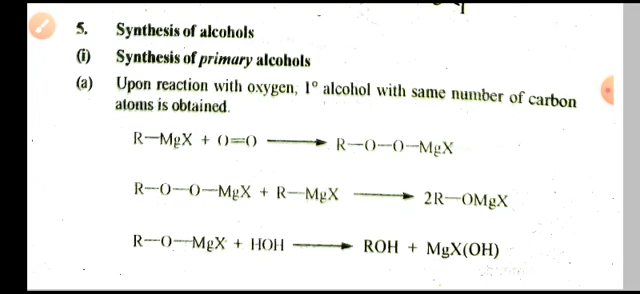 5. Synthesis of alcohols
(i) Synthesis of primary alcohols
(a) Upon reaction with oxygen, 1° alcohol with same number of carbon
atoms is obtained.
R—MgX + O=O ⟶ R—O—O—MgX
R—O—O—MgX + R—MgX ⟶ 2R—OMgX
R—O—MgX + HOH ⟶ ROH + MgX(OH)